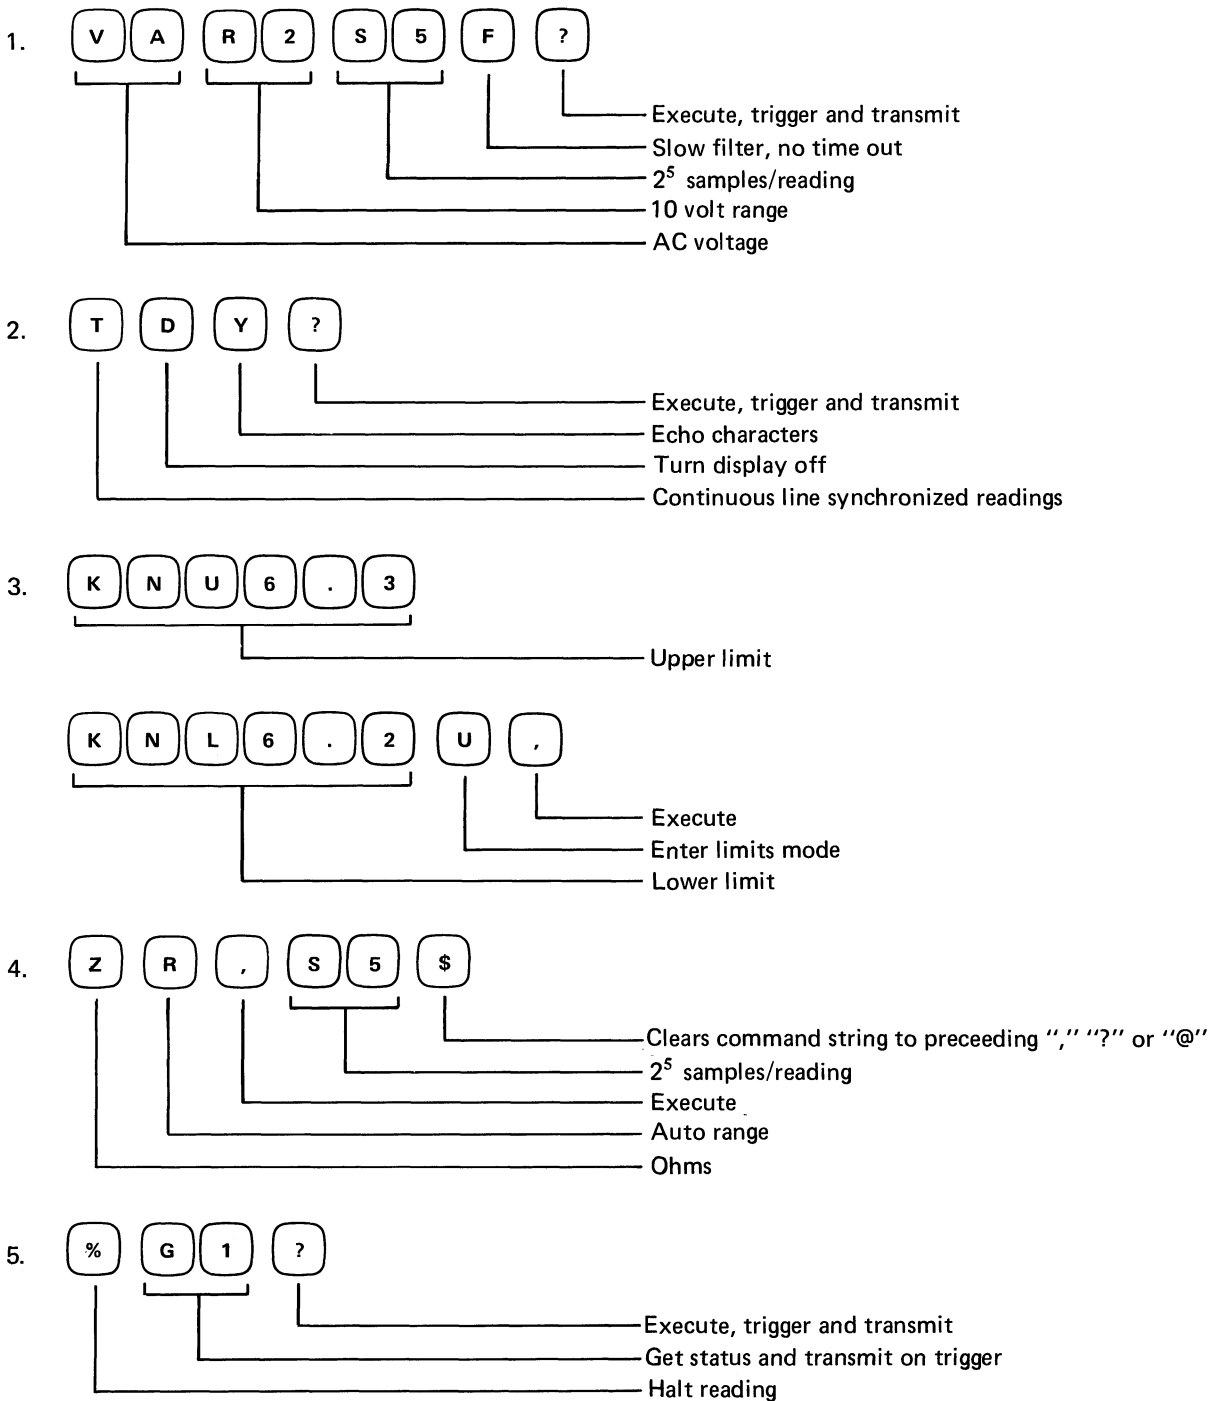 1. V A R 2 S 5 F ?
Execute, trigger and transmit
Slow filter, no time out
2⁵ samples/reading
10 volt range
AC voltage
2. T D Y ?
Execute, trigger and transmit
Echo characters
Turn display off
Continuous line synchronized readings
3. K N U 6 . 3
Upper limit
K N L 6 . 2 U ,
Execute
Enter limits mode
Lower limit
4. Z R , S 5 $
Clears command string to preceeding “,” “?” or “@”
2⁵ samples/reading
Execute
Auto range
Ohms
5. % G 1 ?
Execute, trigger and transmit
Get status and transmit on trigger
Halt reading